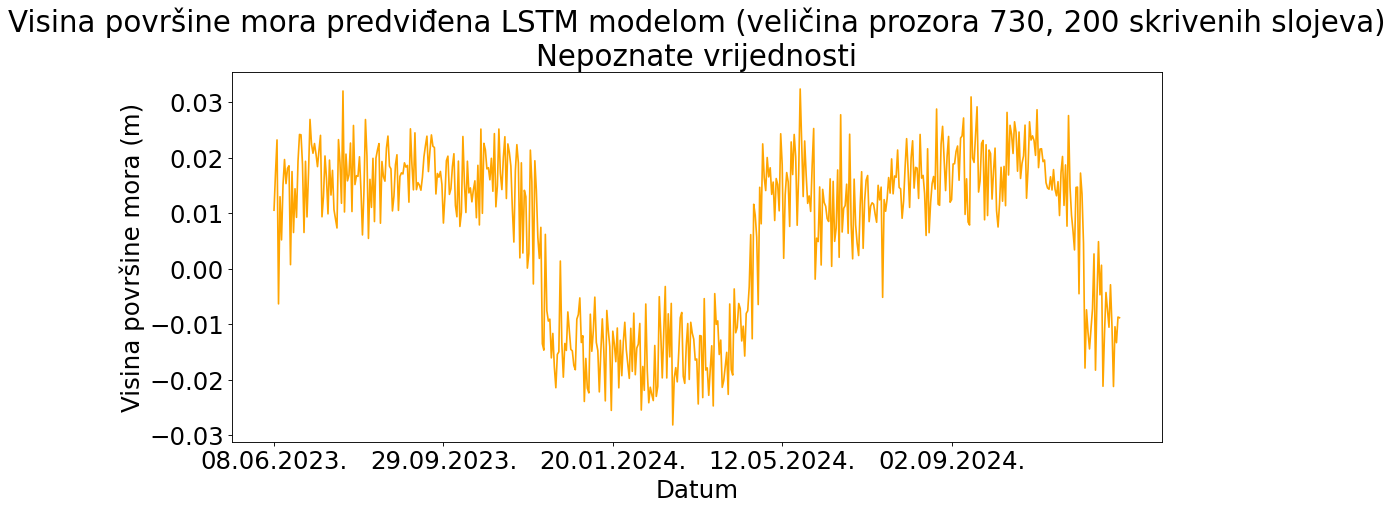 Visina površine mora predviđena LSTM modelom (veličina prozora 730, 200 skrivenih slojeva)
Nepoznate vrijednosti
Visina površine mora (m)
0.03
0.02
0.01
0.00
−0.01
−0.02
−0.03
08.06.2023. 29.09.2023. 20.01.2024. 12.05.2024. 02.09.2024.
Datum